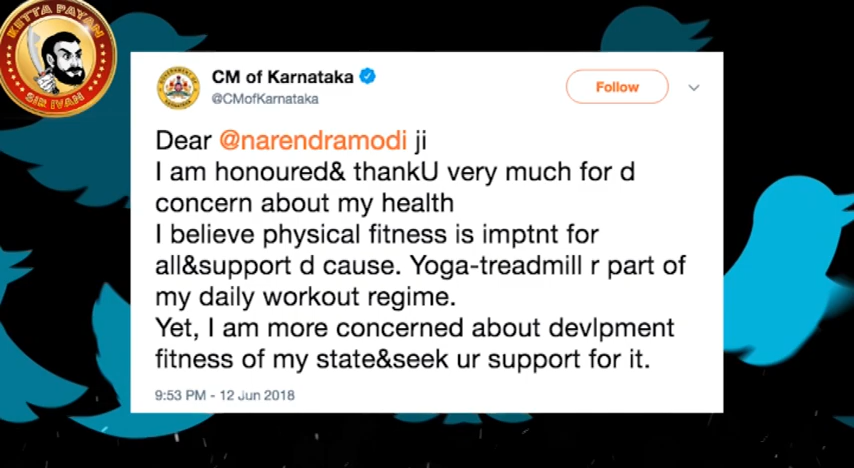 KETTA PAYAN
SIR IVAN
CM of Karnataka
@CMofKarnataka
Follow
Dear @narendramodi ji
I am honoured& thankU very much for d
concern about my health
I believe physical fitness is imptnt for
all&support d cause. Yoga-treadmill r part of
my daily workout regime.
Yet, I am more concerned about devlpment
fitness of my state&seek ur support for it.
9:53 PM - 12 Jun 2018